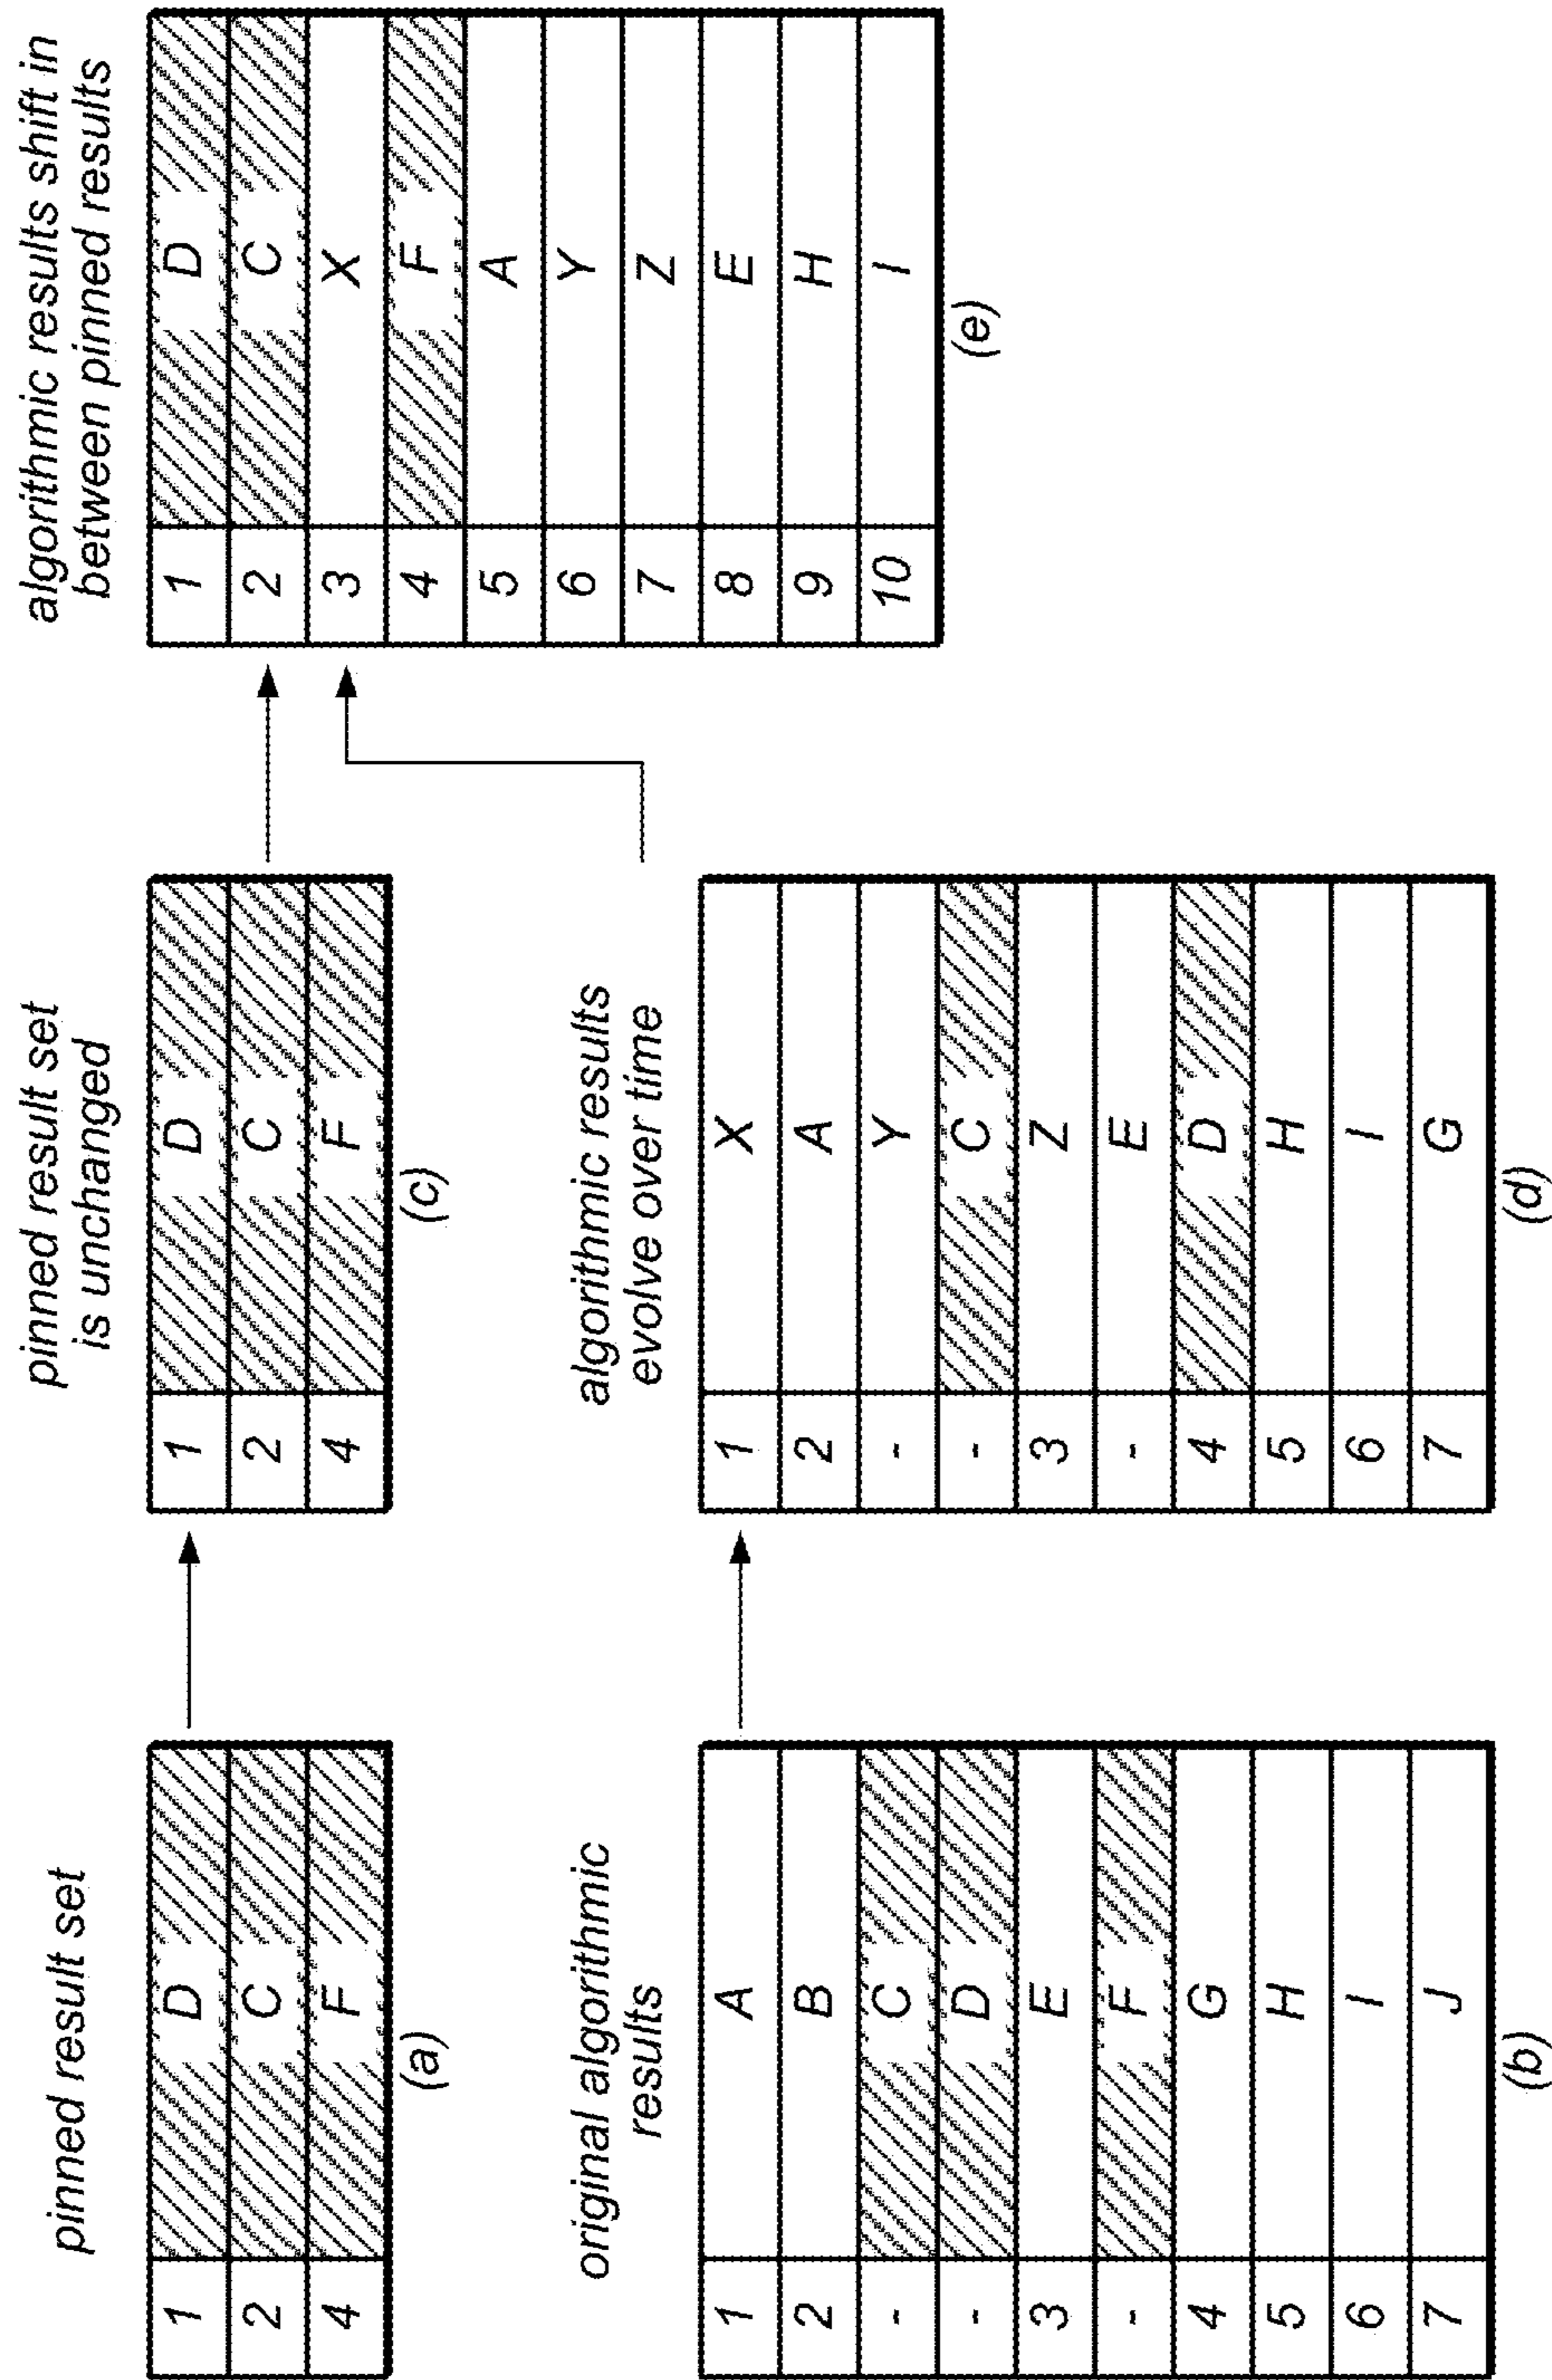 pinned result set
1 D
2 C
4 F
(a)
original algorithmic
results
1 A
2 B
- C
- D
3 E
- F
4 G
5 H
6 I
7 J
(b)
pinned result set
is unchanged
1 D
2 C
4 F
(c)
algorithmic results
evolve over time
1 X
2 A
- Y
- C
3 Z
- E
4 D
5 H
6 I
7 G
(d)
algorithmic results shift in
between pinned results
1 D
2 C
3 X
4 F
5 A
6 Y
7 Z
8 E
9 H
10 I
(e)